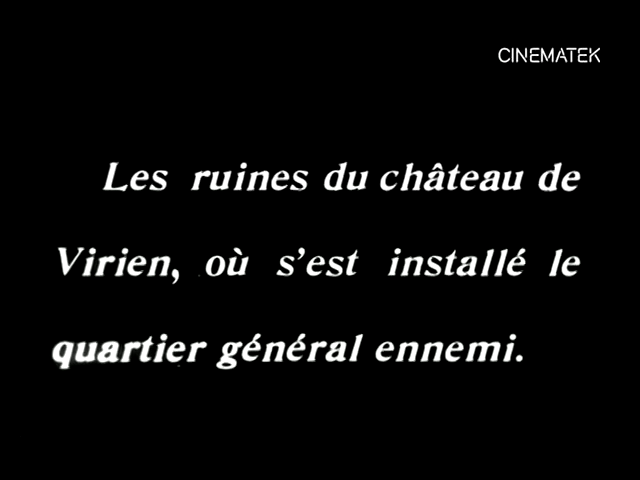 CINEMATEK
Les ruines du château de
Virien, où s'est installé le
quartier général ennemi.